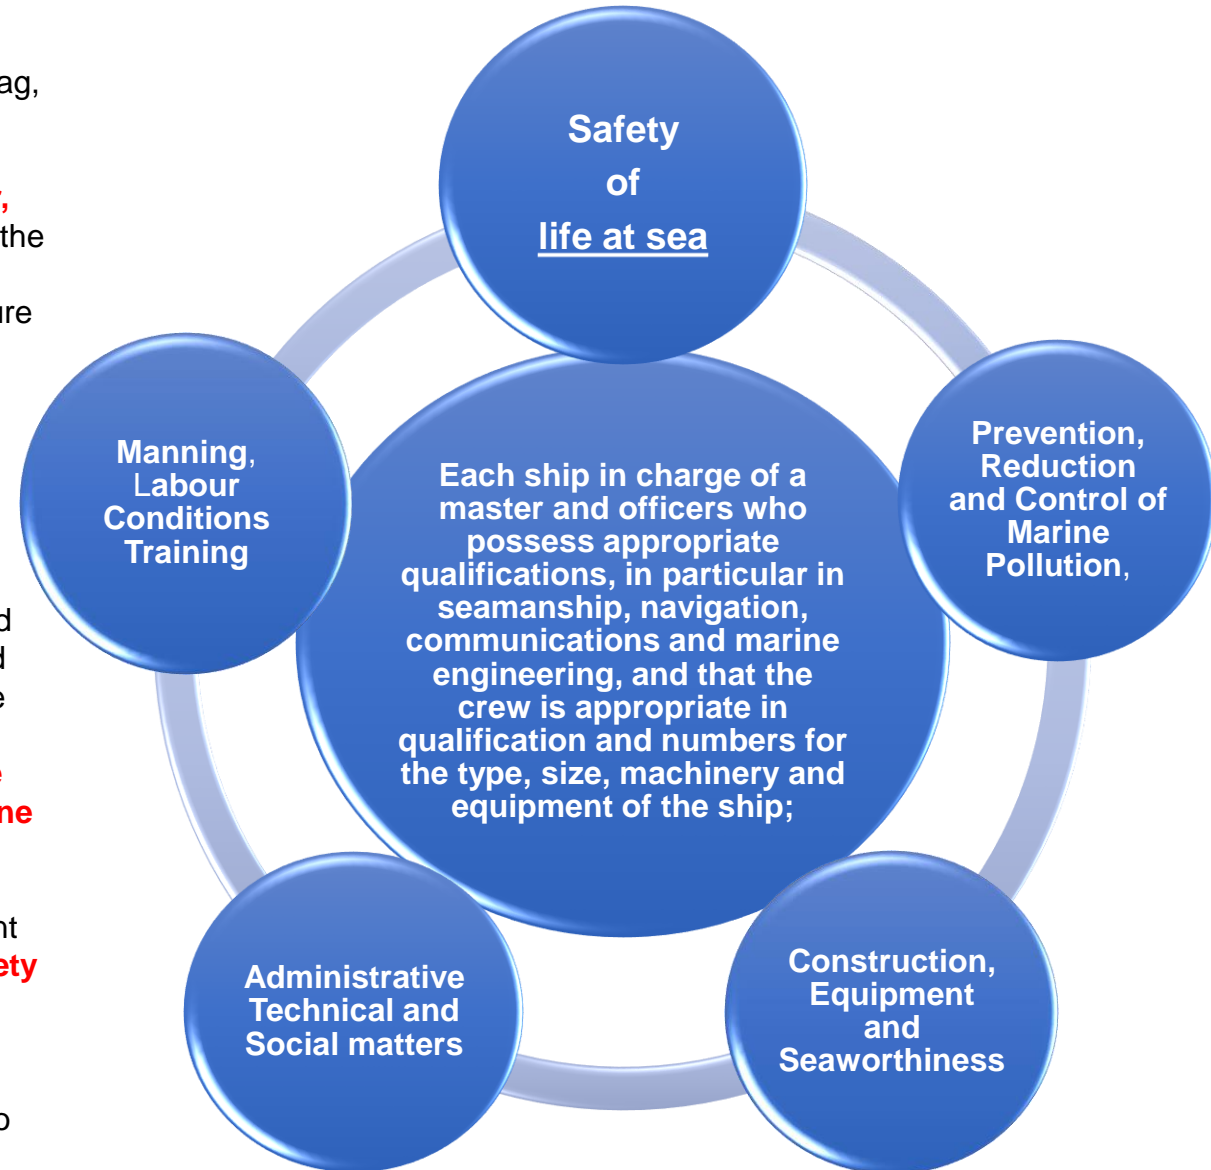 ag,
the
ure
d
d
e
e
ne
nt
ety
o
Safety
of
life at sea
Prevention,
Reduction
and Control of
Marine
Pollution,
Construction,
Equipment
and
Seaworthiness
Administrative
Technical and
Social matters
Manning,
Labour
Conditions
Training
Each ship in charge of a
master and officers who
possess appropriate
qualifications, in particular in
seamanship, navigation,
communications and marine
engineering, and that the
crew is appropriate in
qualification and numbers for
the type, size, machinery and
equipment of the ship;